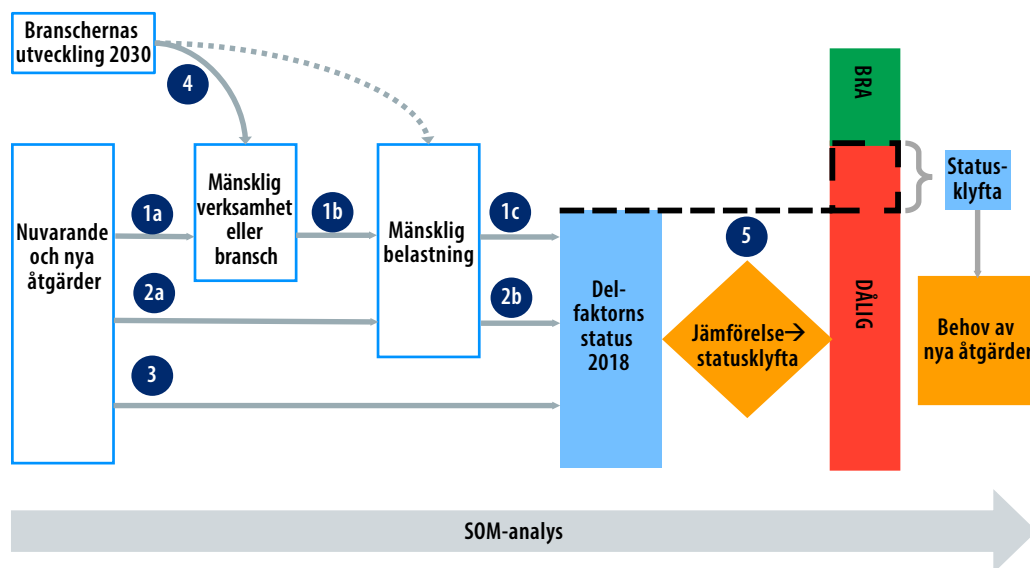 Branschernas
utveckling 2030
4
Nuvarande
och nya
åtgärder
1a
Mänsklig
verksamhet
eller
bransch
1b
Mänsklig
belastning
1c
2a
2b
3
Del-
faktorns
status
2018
5
Jämförelse→
statusklyfta
BRA
DÅLIG
Status-
klyfta
Behov av
nya åtgärder
SOM-analys